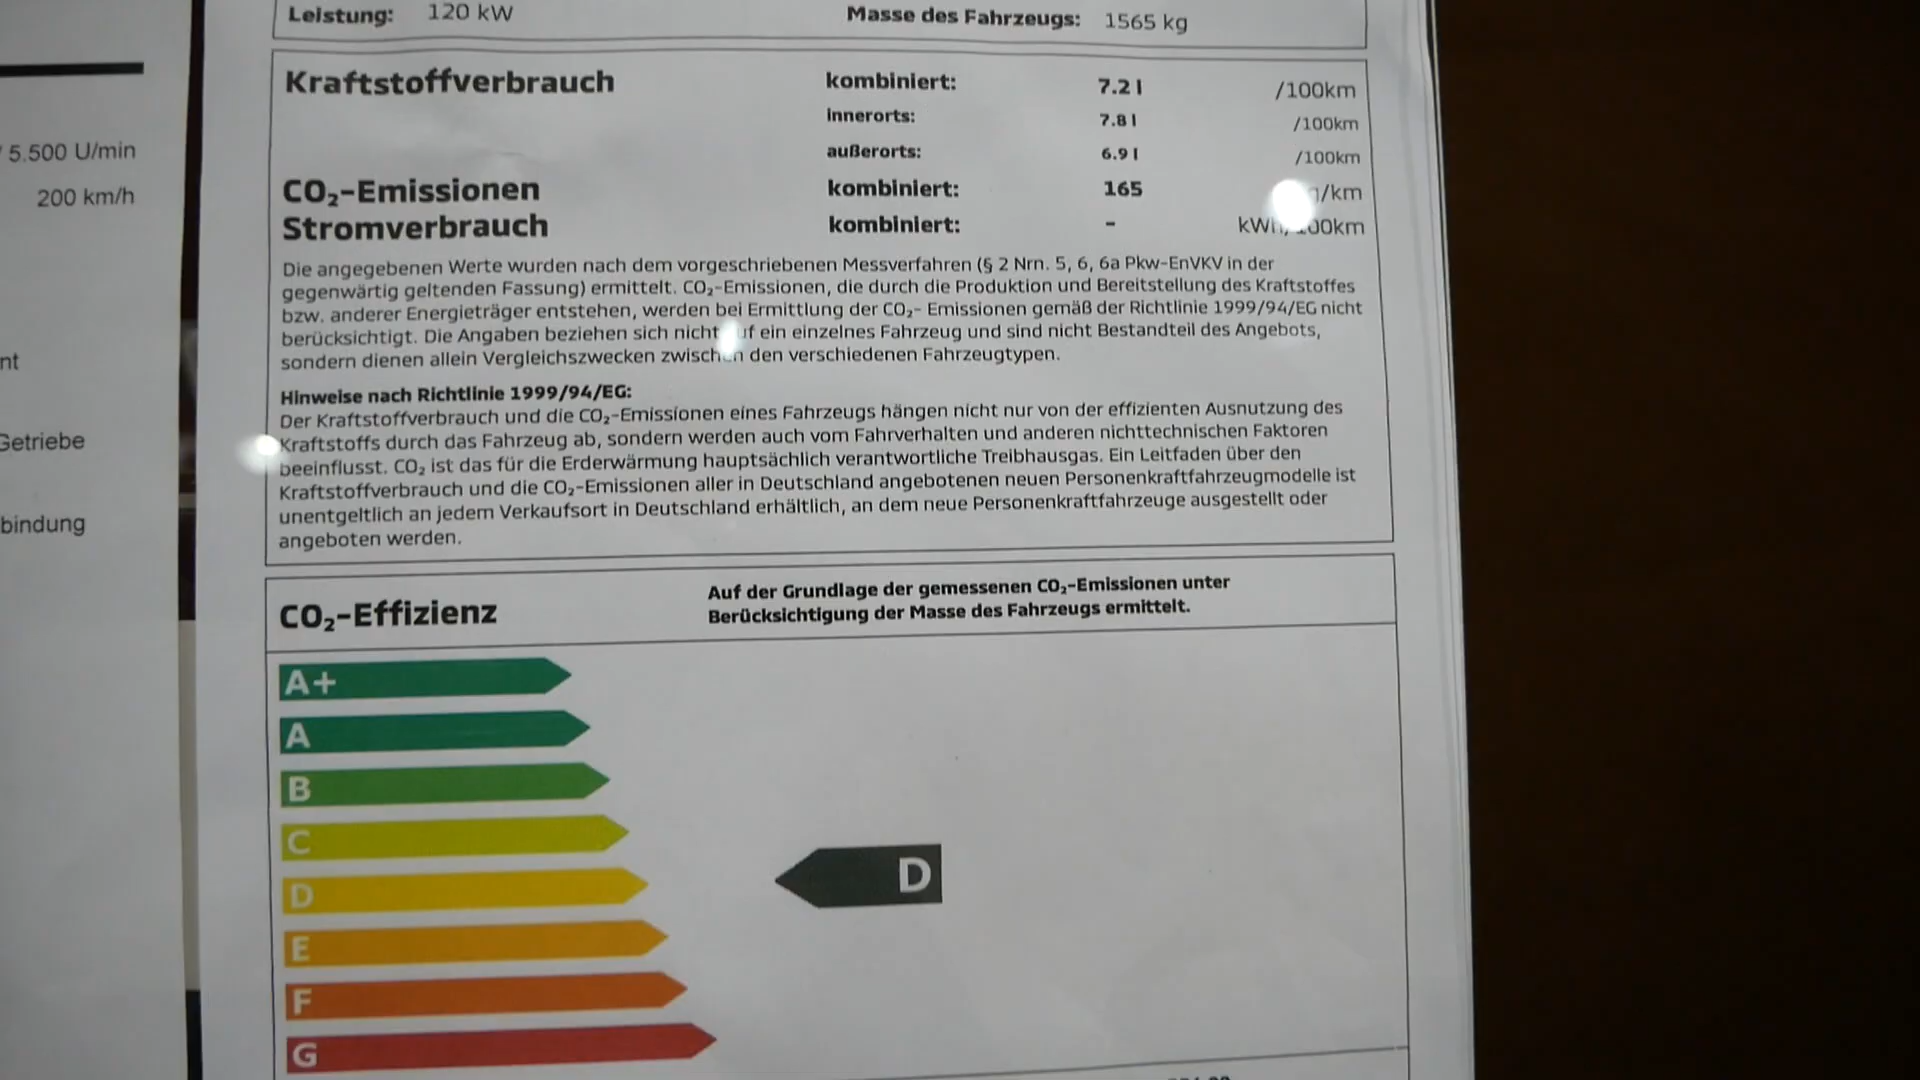 5.500 U/min
200 km/h
nt
Getriebe
bindung
Leistung: 120 kW Masse des Fahrzeugs: 1565 kg
Kraftstoffverbrauch kombiniert: 7.2 l /100km
innerorts: 7.8 l /100km
außerorts: 6.9 l /100km
CO₂-Emissionen kombiniert: 165 /km
Stromverbrauch kombiniert: -
Die angegebenen Werte wurden nach dem vorgeschriebenen Messverfahren (§ 2 Nrn. 5, 6, 6a Pkw-EnVKV in der
gegenwärtig geltenden Fassung) ermittelt. CO₂-Emissionen, die durch die Produktion und Bereitstellung des Kraftstoffes
bzw. anderer Energieträger entstehen, werden bei Ermittlung der CO₂- Emissionen gemäß der Richtlinie 1999/94/EG nicht
berücksichtigt. Die Angaben beziehen sich nicht auf ein einzelnes Fahrzeug und sind nicht Bestandteil des Angebots,
sondern dienen allein Vergleichszwecken zwischen den verschiedenen Fahrzeugtypen.
Hinweise nach Richtlinie 1999/94/EG:
Der Kraftstoffverbrauch und die CO₂-Emissionen eines Fahrzeugs hängen nicht nur von der effizienten Ausnutzung des
Kraftstoffs durch das Fahrzeug ab, sondern werden auch vom Fahrverhalten und anderen nichttechnischen Faktoren
beeinflusst. CO₂ ist das für die Erderwärmung hauptsächlich verantwortliche Treibhausgas. Ein Leitfaden über den
Kraftstoffverbrauch und die CO₂-Emissionen aller in Deutschland angebotenen neuen Personenkraftfahrzeugmodelle ist
unentgeltlich an jedem Verkaufsort in Deutschland erhältlich, an dem neue Personenkraftfahrzeuge ausgestellt oder
angeboten werden.
CO₂-Effizienz
Auf der Grundlage der gemessenen CO₂-Emissionen unter
Berücksichtigung der Masse des Fahrzeugs ermittelt.
A+
A
B
C
D
D
E
F
G